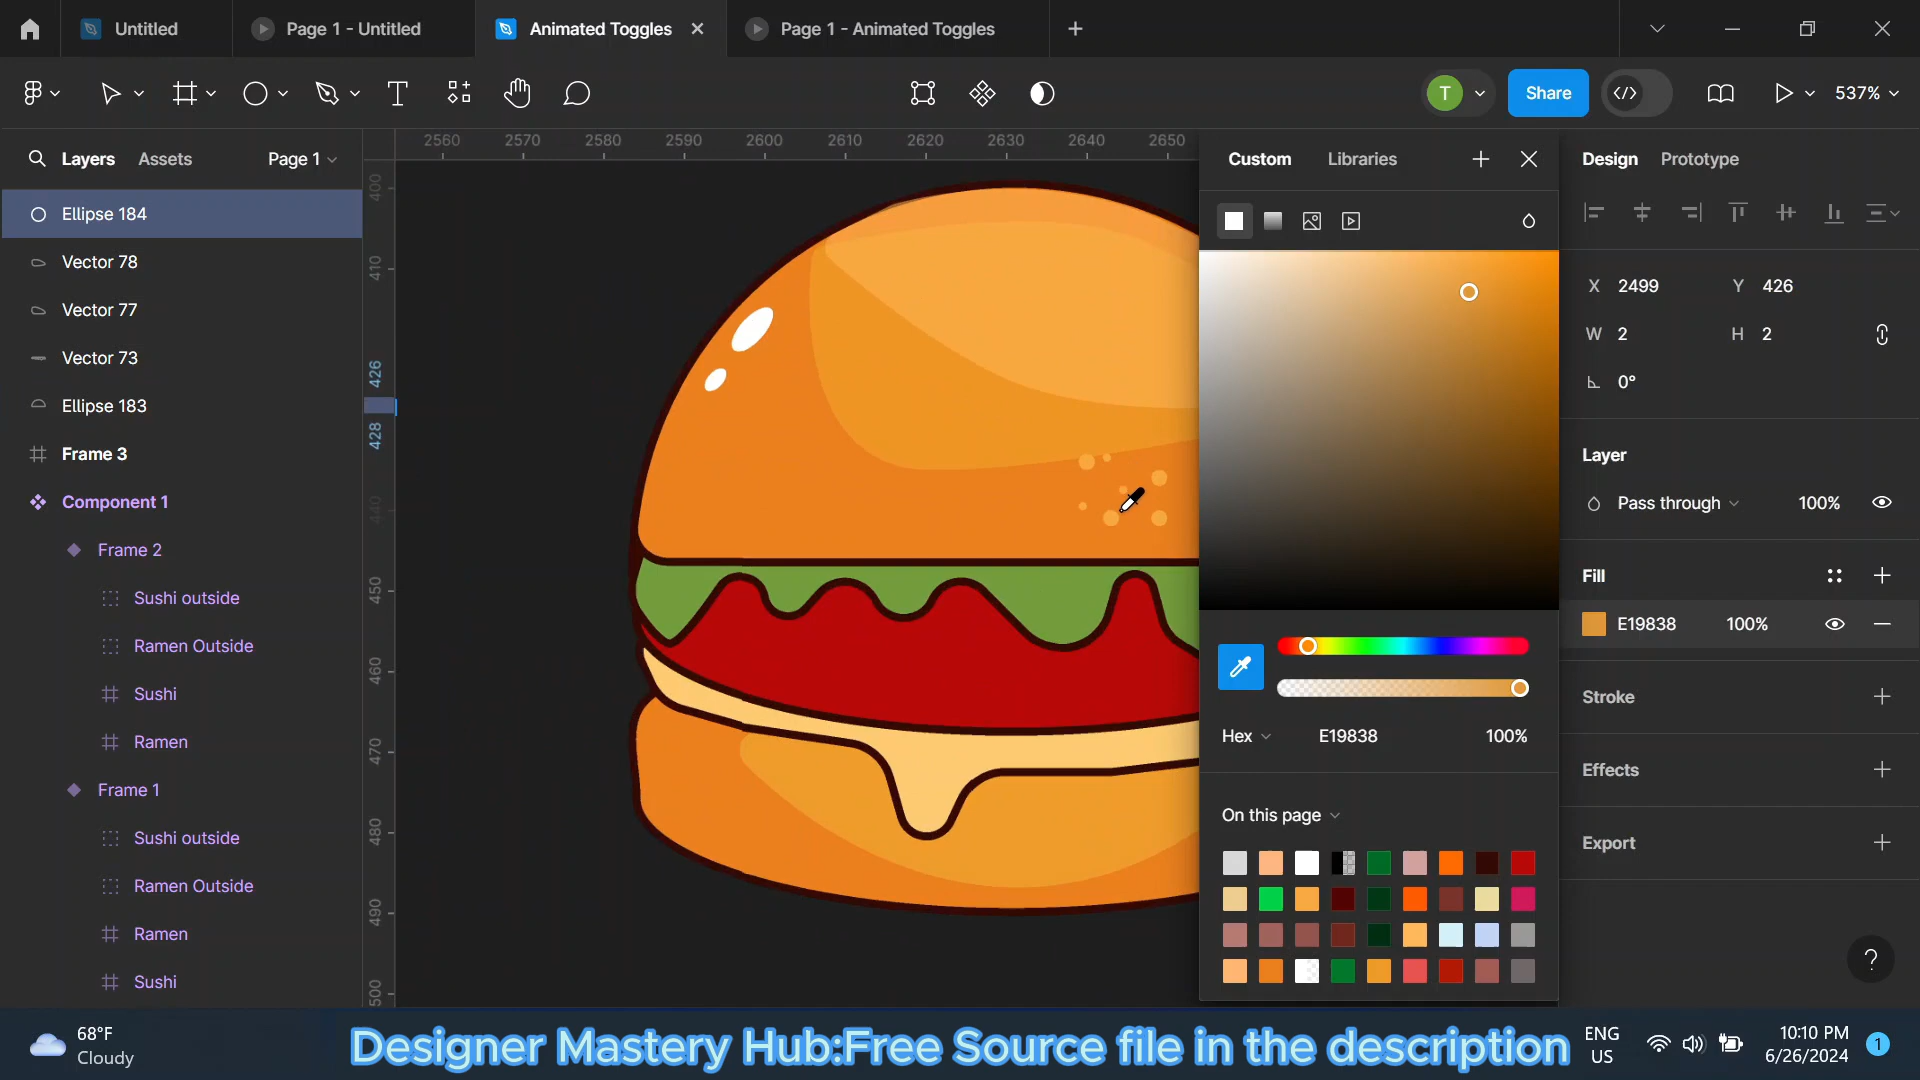 Untitled
Page 1 - Untitled
Animated Toggles
Page 1 - Animated Toggles
T
Share
537%
Layers
Assets
Page 1
Ellipse 184
Vector 78
Vector 77
Vector 73
Ellipse 183
Frame 3
Component 1
Frame 2
Sushi outside
Ramen Outside
Sushi
Ramen
Frame 1
Sushi outside
Ramen Outside
Ramen
Sushi
2560 2570 2580 2590 2600 2610 2620 2630 2640 2650
400
410
426
428
440
450
460
470
480
490
500
Custom
Libraries
Hex
E19838
100%
On this page
Design
Prototype
X 2499
Y 426
W 2
H 2
0°
Layer
Pass through
100%
Fill
E19838
100%
Stroke
Effects
Export
?
68°F
Cloudy
Designer Mastery Hub:Free Source file in the description
ENG
US
10:10 PM
6/26/2024
1